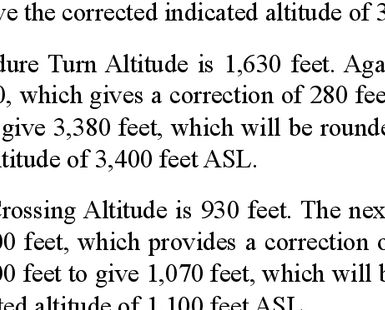 ve the corrected indicated altitude of 3
dure Turn Altitude is 1,630 feet. Aga
0, which gives a correction of 280 fee
give 3,380 feet, which will be rounde
ltitude of 3,400 feet ASL.
Crossing Altitude is 930 feet. The nex
00 feet, which provides a correction o
00 feet to give 1,070 feet, which will b
ted altitude of 1,100 feet ASL